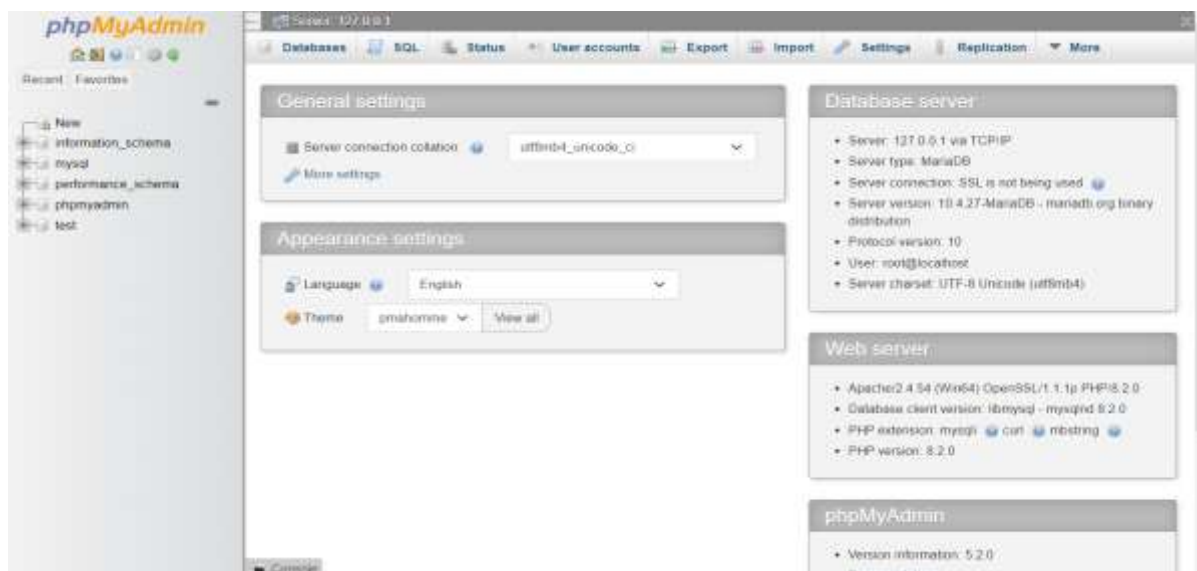 phpMyAdmin
Recent Favorites
New
information_schema
mysql
performance_schema
phpmyadmin
test
Server: 127.0.0.1
Databases SQL Status User accounts Export Import Settings Replication More
General settings
Server connection collation
utf8mb4_unicode_ci
More settings
Appearance settings
Language English
Theme pmahomme View all
Database server
Server: 127.0.0.1 via TCP/IP
Server type: MariaDB
Server connection: SSL is not being used
Server version: 10.4.27-MariaDB - mariadb.org binary
distribution
Protocol version: 10
User: root@localhost
Server charset: UTF-8 Unicode (utf8mb4)
Web server
Apache/2.4.54 (Win64) OpenSSL/1.1.1p PHP/8.2.0
Database client version: libmysql - mysqlnd 8.2.0
PHP extension: mysqli curl mbstring
PHP version: 8.2.0
phpMyAdmin
Version information: 5.2.0
Console